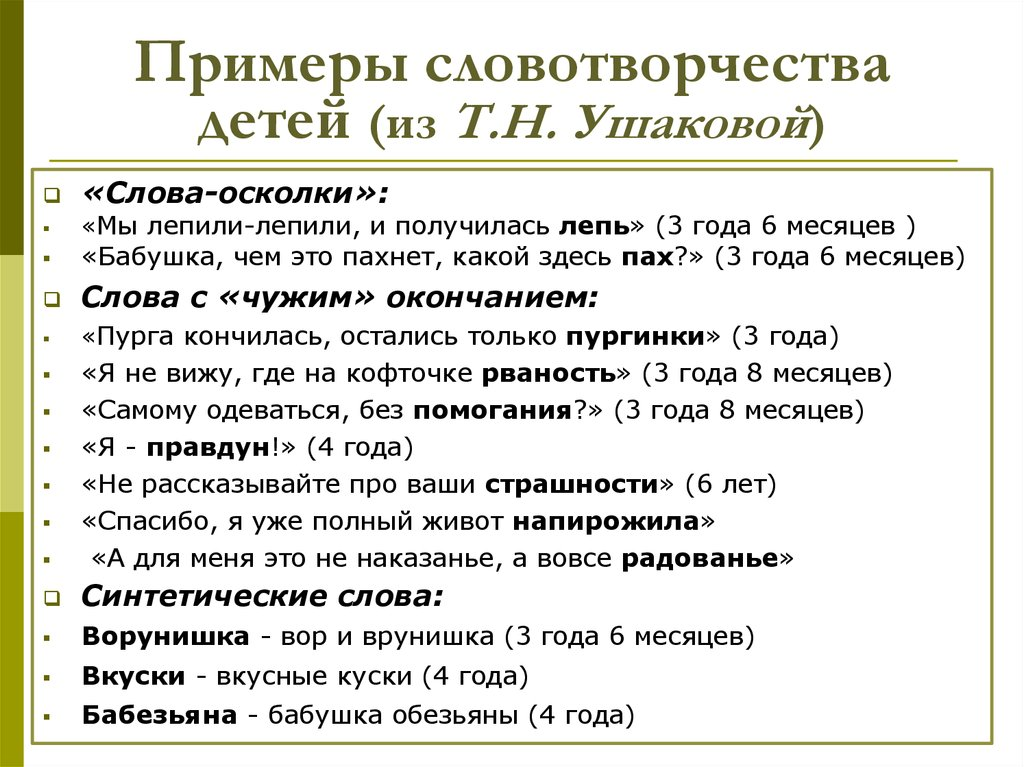 Примеры словотворчества
детей (из Т.Н. Ушаковой)
«Слова-осколки»:
«Мы лепили-лепили, и получилась лепь» (3 года 6 месяцев )
«Бабушка, чем это пахнет, какой здесь пах?» (3 года 6 месяцев)
Слова с «чужим» окончанием:
«Пурга кончилась, остались только пургинки» (3 года)
«Я не вижу, где на кофточке рваность» (3 года 8 месяцев)
«Самому одеваться, без помогания?» (3 года 8 месяцев)
«Я - правдун!» (4 года)
«Не рассказывайте про ваши страшности» (6 лет)
«Спасибо, я уже полный живот напирожила»
«А для меня это не наказанье, а вовсе радованье»
Синтетические слова:
Ворунишка - вор и врунишка (3 года 6 месяцев)
Вкуски - вкусные куски (4 года)
Бабезьяна - бабушка обезьяны (4 года)